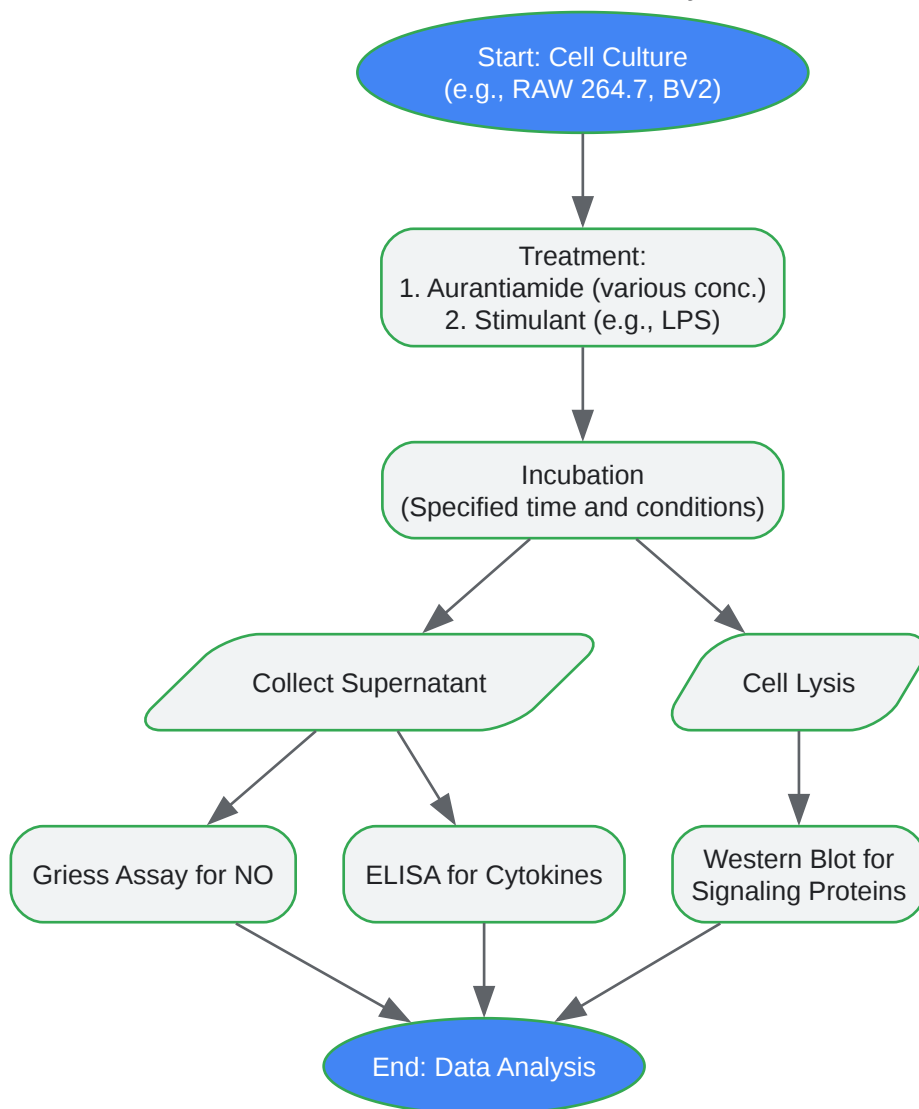 Start: Cell Culture
(e.g., RAW 264.7, BV2)
Treatment:
1. Aurantiamide (various conc.)
2. Stimulant (e.g., LPS)
Incubation
(Specified time and conditions)
Collect Supernatant
Cell Lysis
Griess Assay for NO
ELISA for Cytokines
Western Blot for
Signaling Proteins
End: Data Analysis